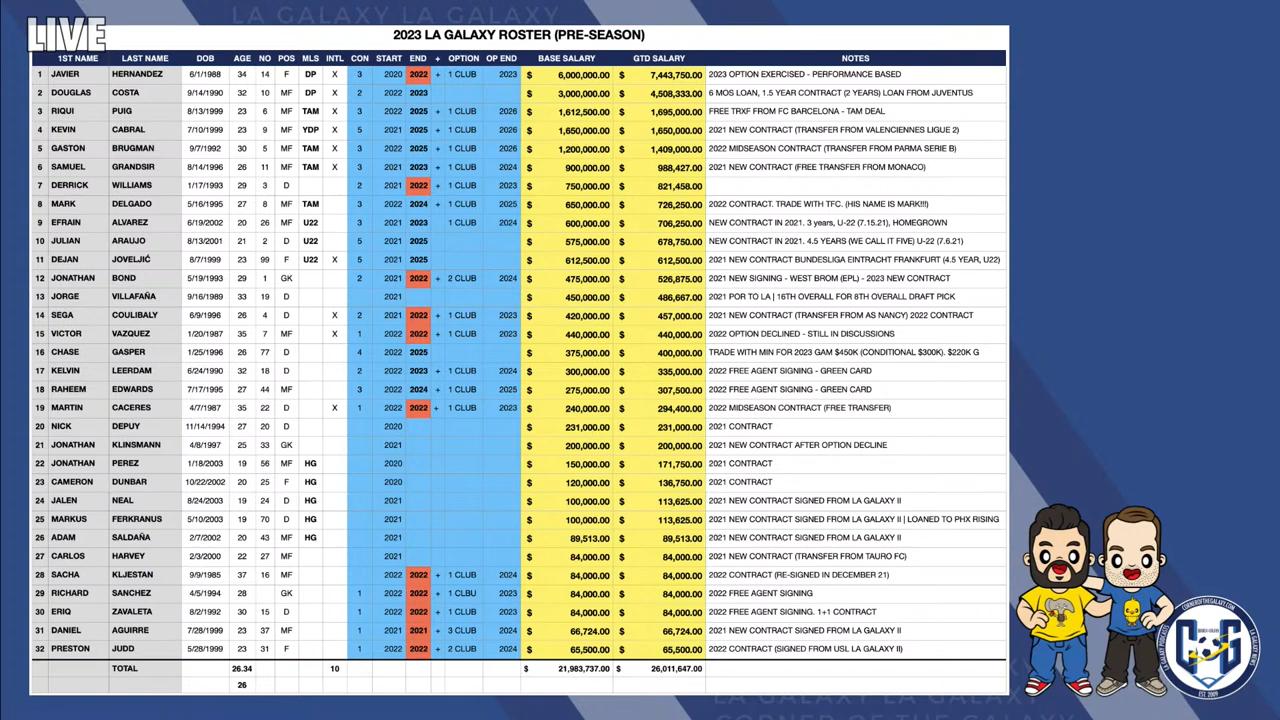 LA GALAXY LA GALAXY
LIVE
2023 LA GALAXY ROSTER (PRE-SEASON)
1ST NAME LAST NAME DOB AGE NO POS MLS INTL CON START END + OPTION OP END BASE SALARY GTD SALARY NOTES
1 JAVIER HERNANDEZ 6/1/1988 34 14 F DP X 3 2020 2022 + 1 CLUB 2023 $ 6,000,000.00 $ 7,443,750.00 2023 OPTION EXERCISED - PERFORMANCE BASED
2 DOUGLAS COSTA 9/14/1990 32 10 MF DP X 2 2022 2023 $ 3,000,000.00 $ 4,508,333.00 6 MOS LOAN, 1.5 YEAR CONTRACT (2 YEARS) LOAN FROM JUVENTUS
3 RIQUI PUIG 8/13/1999 23 6 MF TAM X 3 2022 2025 + 1 CLUB 2026 $ 1,612,500.00 $ 1,695,000.00 FREE TRXF FROM FC BARCELONA - TAM DEAL
4 KEVIN CABRAL 7/10/1999 23 9 MF YDP X 5 2021 2025 + 1 CLUB 2026 $ 1,650,000.00 $ 1,650,000.00 2021 NEW CONTRACT (TRANSFER FROM VALENCIENNES LIGUE 2)
5 GASTON BRUGMAN 9/7/1992 30 5 MF TAM X 3 2022 2025 + 1 CLUB 2026 $ 1,200,000.00 $ 1,409,000.00 2022 MIDSEASON CONTRACT (TRANSFER FROM PARMA SERIE B)
6 SAMUEL GRANDSIR 8/14/1996 26 11 MF TAM X 3 2021 2023 + 1 CLUB 2024 $ 900,000.00 $ 988,427.00 2021 NEW CONTRACT (FREE TRANSFER FROM MONACO)
7 DERRICK WILLIAMS 1/17/1993 29 3 D 2 2021 2022 + 1 CLUB 2023 $ 750,000.00 $ 821,458.00
8 MARK DELGADO 5/16/1995 27 8 MF TAM 3 2022 2024 + 1 CLUB 2025 $ 650,000.00 $ 726,250.00 2022 CONTRACT. TRADE WITH TFC. (HIS NAME IS MARK!!!)
9 EFRAIN ALVAREZ 6/19/2002 20 26 MF U22 3 2021 2023 1 CLUB 2024 $ 600,000.00 $ 706,250.00 NEW CONTRACT IN 2021. 3 years, U-22 (7.15.21), HOMEGROWN
10 JULIAN ARAUJO 8/13/2001 21 2 D U22 5 2021 2025 $ 575,000.00 $ 678,750.00 NEW CONTRACT IN 2021. 4.5 YEARS (WE CALL IT FIVE) U-22 (7.6.21)
11 DEJAN JOVELJIĆ 8/7/1999 23 99 F U22 X 5 2021 2025 $ 612,500.00 $ 612,500.00 2021 NEW CONTRACT BUNDESLIGA EINTRACHT FRANKFURT (4.5 YEAR, U22)
12 JONATHAN BOND 5/19/1993 29 1 GK 2 2021 2022 + 2 CLUB 2024 $ 475,000.00 $ 526,875.00 2021 NEW SIGNING - WEST BROM (EPL) - 2023 NEW CONTRACT
13 JORGE VILLAFAÑA 9/16/1989 33 19 D 2021 $ 450,000.00 $ 486,667.00 2021 POR TO LA | 16TH OVERALL FOR 8TH OVERALL DRAFT PICK
14 SEGA COULIBALY 6/9/1996 26 4 D X 2 2021 2022 + 1 CLUB 2023 $ 420,000.00 $ 457,000.00 2021 NEW CONTRACT (TRANSFER FROM AS NANCY) 2022 CONTRACT
15 VICTOR VAZQUEZ 1/20/1987 35 7 MF X 1 2022 2022 + 1 CLUB 2023 $ 440,000.00 $ 440,000.00 2022 OPTION DECLINED - STILL IN DISCUSSIONS
16 CHASE GASPER 1/25/1996 26 77 D 4 2022 2025 $ 375,000.00 $ 400,000.00 TRADE WITH MIN FOR 2023 GAM $450K (CONDITIONAL $300K). $220K G
17 KELVIN LEERDAM 6/24/1990 32 18 D 2 2022 2023 + 1 CLUB 2024 $ 300,000.00 $ 335,000.00 2022 FREE AGENT SIGNING - GREEN CARD
18 RAHEEM EDWARDS 7/17/1995 27 44 MF 3 2022 2024 + 1 CLUB 2025 $ 275,000.00 $ 307,500.00 2022 FREE AGENT SIGNING - GREEN CARD
19 MARTIN CACERES 4/7/1987 35 22 D X 1 2022 2022 + 1 CLUB 2023 $ 240,000.00 $ 294,400.00 2022 MIDSEASON CONTRACT (FREE TRANSFER)
20 NICK DEPUY 11/14/1994 27 20 D 2020 $ 231,000.00 $ 231,000.00 2021 CONTRACT
21 JONATHAN KLINSMANN 4/8/1997 25 33 GK 2021 $ 200,000.00 $ 200,000.00 2021 NEW CONTRACT AFTER OPTION DECLINE
22 JONATHAN PEREZ 1/18/2003 19 56 MF HG 2020 $ 150,000.00 $ 171,750.00 2021 CONTRACT
23 CAMERON DUNBAR 10/22/2002 20 25 F HG 2020 $ 120,000.00 $ 136,750.00 2021 CONTRACT
24 JALEN NEAL 8/24/2003 19 24 D HG 2021 $ 100,000.00 $ 113,625.00 2021 NEW CONTRACT SIGNED FROM LA GALAXY II
25 MARKUS FERKRANUS 5/10/2003 19 70 D HG 2021 $ 100,000.00 $ 113,625.00 2021 NEW CONTRACT SIGNED FROM LA GALAXY II | LOANED TO PHX RISING
26 ADAM SALDAÑA 2/7/2002 20 43 MF HG 2021 $ 89,513.00 $ 89,513.00 2021 NEW CONTRACT SIGNED FROM LA GALAXY II
27 CARLOS HARVEY 2/3/2000 22 27 MF 2021 $ 84,000.00 $ 84,000.00 2021 NEW CONTRACT (TRANSFER FROM TAURO FC)
28 SACHA KLJESTAN 9/9/1985 37 16 MF 2022 2022 + 1 CLUB 2024 $ 84,000.00 $ 84,000.00 2022 CONTRACT (RE-SIGNED IN DECEMBER 21)
29 RICHARD SANCHEZ 4/5/1994 28 GK 1 2022 2022 + 1 CLBU 2023 $ 84,000.00 $ 84,000.00 2022 FREE AGENT SIGNING
30 ERIQ ZAVALETA 8/2/1992 30 15 D 1 2022 2022 + 1 CLUB 2023 $ 84,000.00 $ 84,000.00 2022 FREE AGENT SIGNING. 1+1 CONTRACT
31 DANIEL AGUIRRE 7/28/1999 23 37 MF 1 2021 2021 + 3 CLUB 2024 $ 66,724.00 $ 66,724.00 2021 NEW CONTRACT SIGNED FROM LA GALAXY II
32 PRESTON JUDD 5/28/1999 23 31 F 1 2022 2022 + 2 CLUB 2024 $ 65,500.00 $ 65,500.00 2022 CONTRACT (SIGNED FROM USL LA GALAXY II)
TOTAL 26.34 10 $ 21,983,737.00 $ 26,011,647.00
26
CORNEROFTHEGALAXY.COM
EST. 2009
LA GALAXY LA GALAXY
CORNER OF THE GALAXY